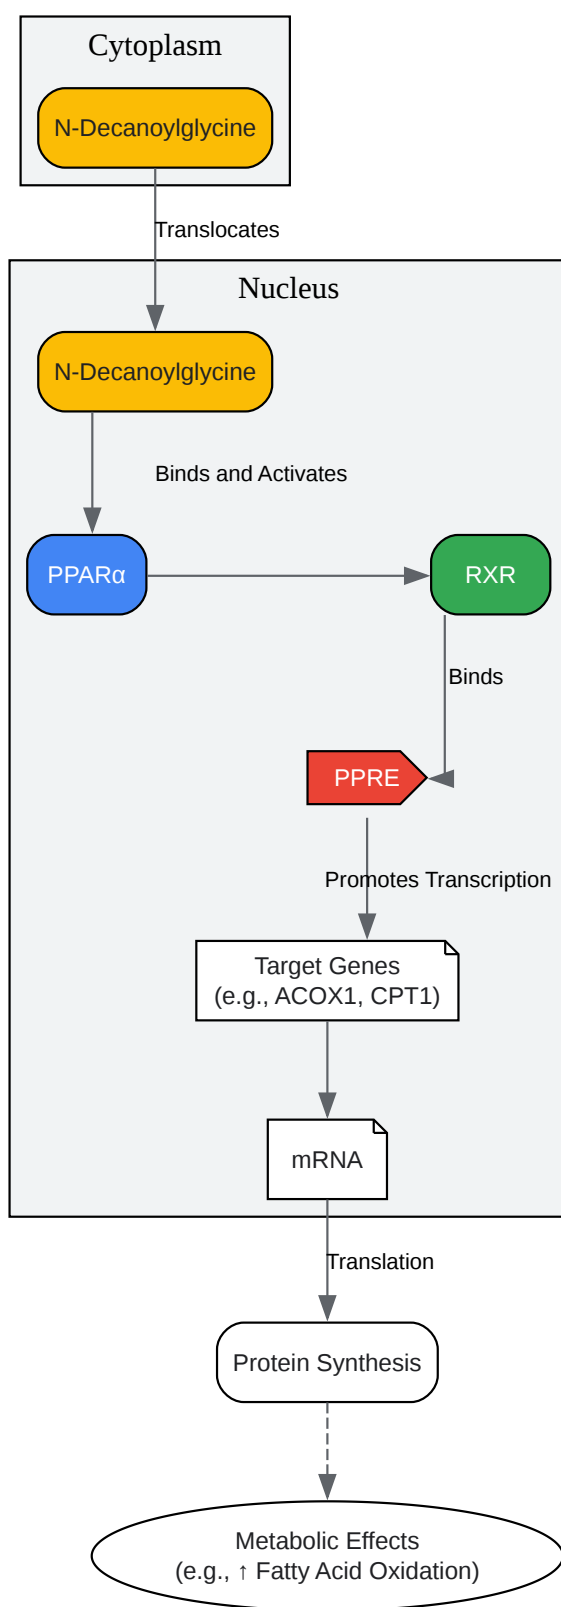 Cytoplasm
N-Decanoylglycine
Translocates
Nucleus
N-Decanoylglycine
Binds and Activates
PPARα
RXR
Binds
PPRE
Promotes Transcription
Target Genes
(e.g., ACOX1, CPT1)
mRNA
Translation
Protein Synthesis
Metabolic Effects
(e.g., ↑ Fatty Acid Oxidation)